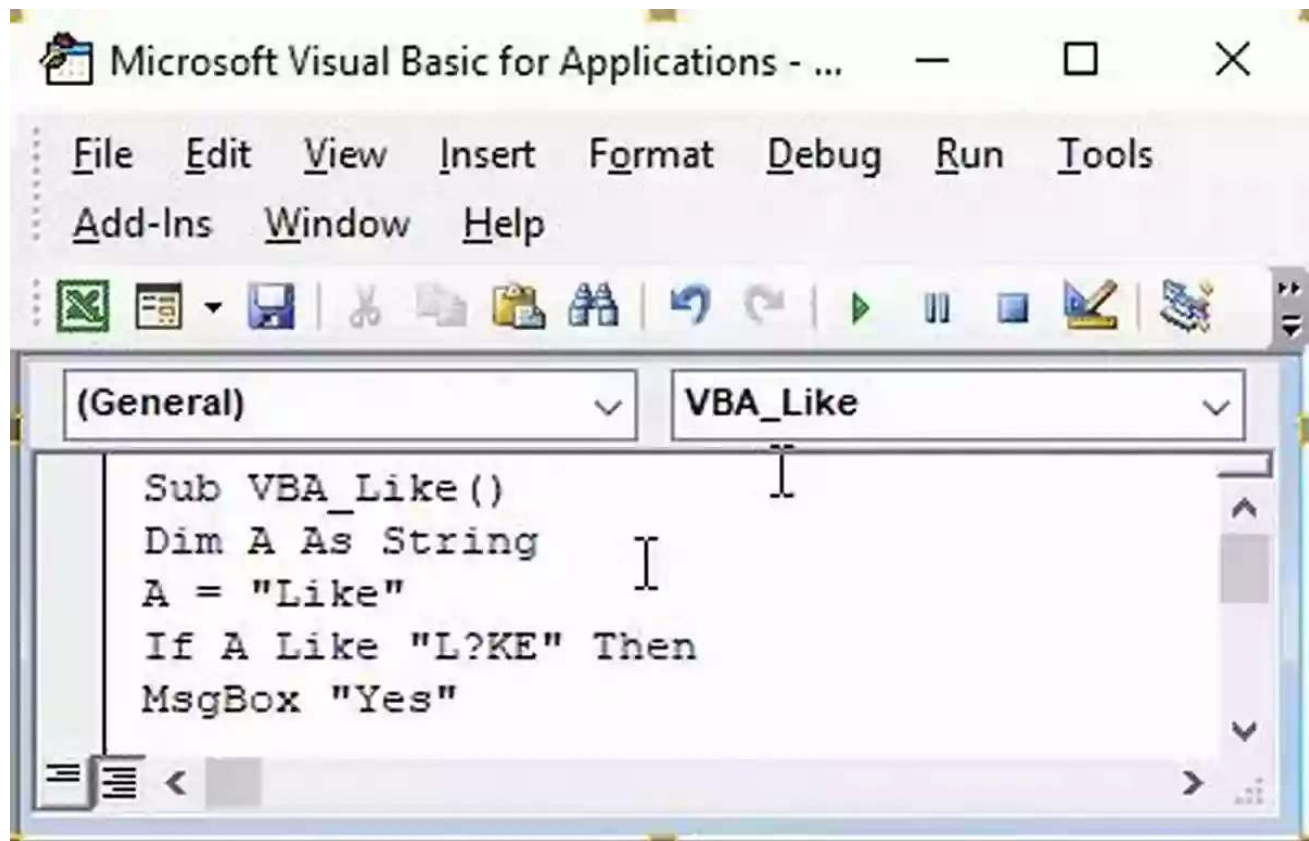 Microsoft Visual Basic for Applications - ...
File Edit View Insert Format Debug Run Tools
Add-Ins Window Help
(General) VBA_Like
Sub VBA_Like()
Dim A As String
A = "Like"
If A Like "L?KE" Then
MsgBox "Yes"